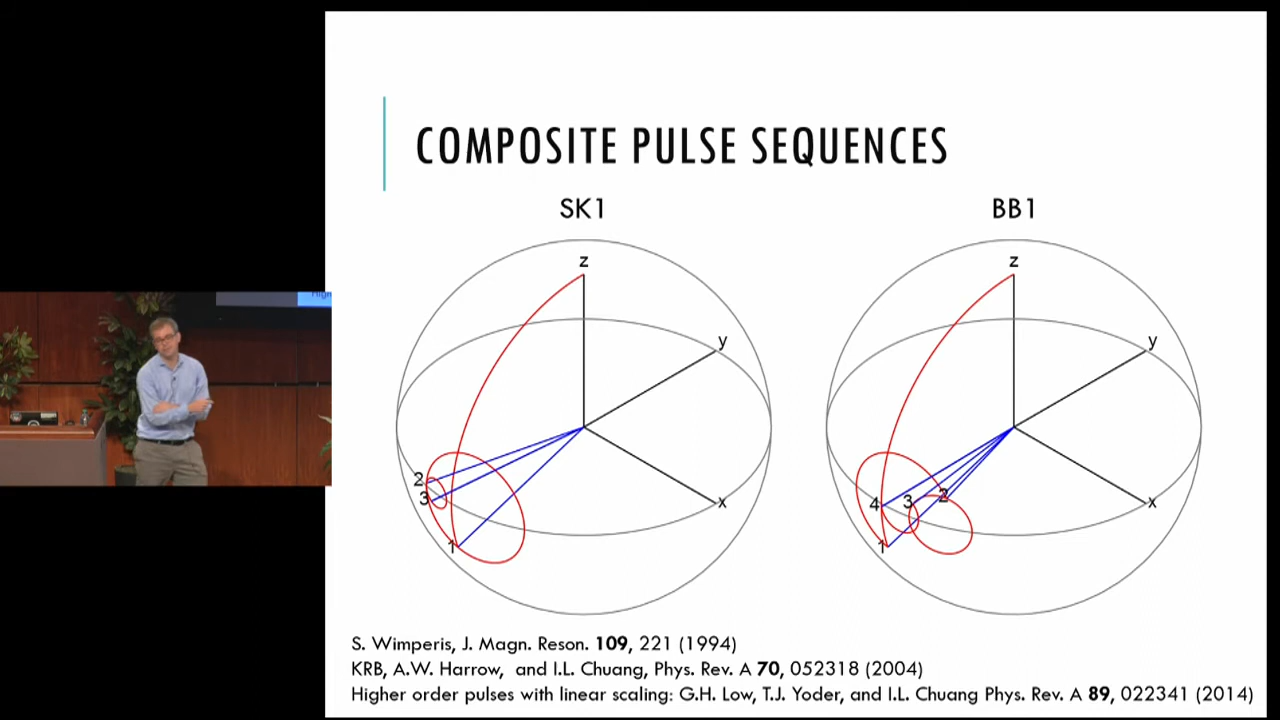 COMPOSITE PULSE SEQUENCES
SK1
BB1
z
y
x
2
3
1
z
y
x
4
3
2
1
S. Wimperis, J. Magn. Reson. 109, 221 (1994)
KRB, A.W. Harrow, and I.L. Chuang, Phys. Rev. A 70, 052318 (2004)
Higher order pulses with linear scaling: G.H. Low, T.J. Yoder, and I.L. Chuang Phys. Rev. A 89, 022341 (2014)